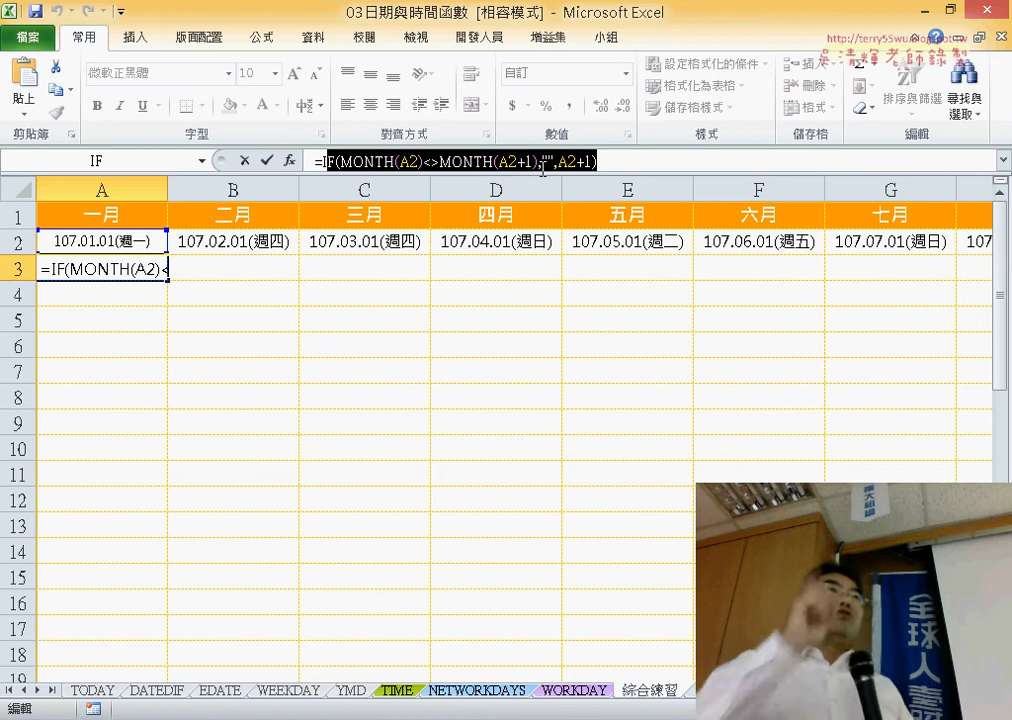 03日期與時間函數 [相容模式] - Microsoft Excel
http://terry55wu.blogspot.tw
吳清輝老師錄製
檔案 常用 插入 版面配置 公式 資料 校閱 檢視 開發人員 增益集 小組
貼上
微軟正黑體 10
B I U
自訂
$ % ,
設定格式化的條件
格式化為表格
儲存格樣式
插入
刪除
格式
排序與篩選
尋找與選取
剪貼簿 字型 對齊方式 數值 樣式 儲存格 編輯
IF =IF(MONTH(A2)<>MONTH(A2+1),"",A2+1)
A B C D E F G
1 一月 二月 三月 四月 五月 六月 七月
2 107.01.01(週一) 107.02.01(週四) 107.03.01(週四) 107.04.01(週日) 107.05.01(週二) 107.06.01(週五) 107.07.01(週日) 107
3 =IF(MONTH(A2)<
4
5
6
7
8
9
10
11
12
13
14
15
16
17
18
19
TODAY DATEDIF EDATE WEEKDAY YMD TIME NETWORKDAYS WORKDAY 綜合練習
編輯
全球人壽